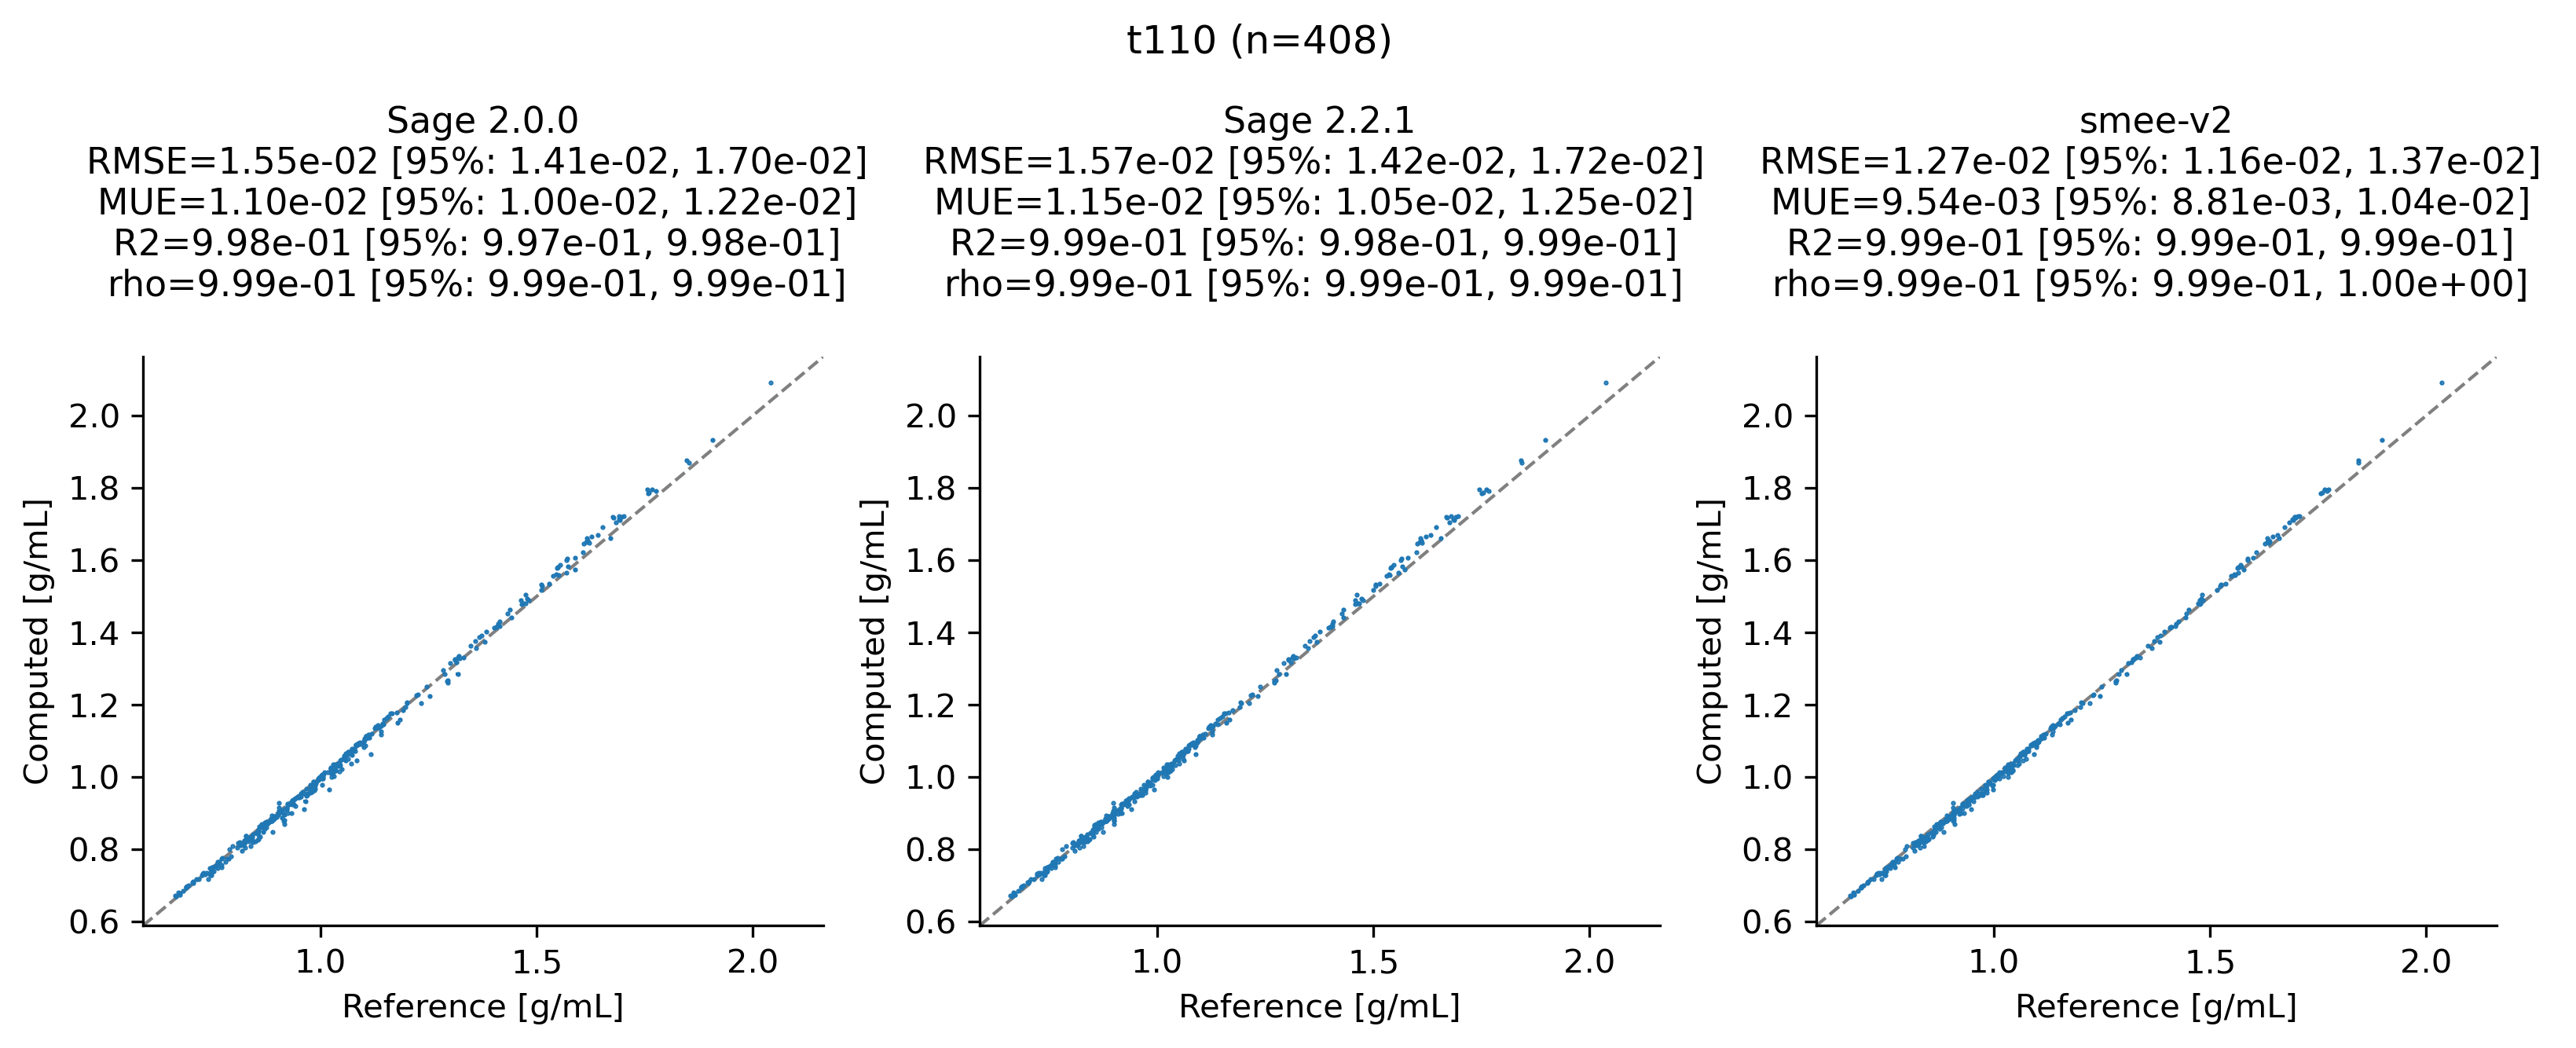 t110 (n=408)
Sage 2.0.0
RMSE=1.55e-02 [95%: 1.41e-02, 1.70e-02]
MUE=1.10e-02 [95%: 1.00e-02, 1.22e-02]
R2=9.98e-01 [95%: 9.97e-01, 9.98e-01]
rho=9.99e-01 [95%: 9.99e-01, 9.99e-01]
2.0
1.8
1.6
1.4
1.2
1.0
0.8
0.6
Computed [g/mL]
1.0 1.5 2.0
Reference [g/mL]
Sage 2.2.1
RMSE=1.57e-02 [95%: 1.42e-02, 1.72e-02]
MUE=1.15e-02 [95%: 1.05e-02, 1.25e-02]
R2=9.99e-01 [95%: 9.98e-01, 9.99e-01]
rho=9.99e-01 [95%: 9.99e-01, 9.99e-01]
2.0
1.8
1.6
1.4
1.2
1.0
0.8
0.6
Computed [g/mL]
1.0 1.5 2.0
Reference [g/mL]
smee-v2
RMSE=1.27e-02 [95%: 1.16e-02, 1.37e-02]
MUE=9.54e-03 [95%: 8.81e-03, 1.04e-02]
R2=9.99e-01 [95%: 9.99e-01, 9.99e-01]
rho=9.99e-01 [95%: 9.99e-01, 1.00e+00]
2.0
1.8
1.6
1.4
1.2
1.0
0.8
0.6
Computed [g/mL]
1.0 1.5 2.0
Reference [g/mL]